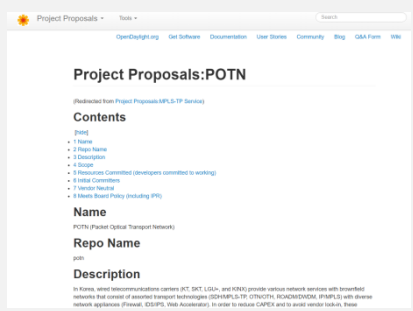 Project Proposals Tools Search
OpenDaylight.org Get Software Documentation User Stories Community Blog Q&A Form Wiki
Project Proposals:POTN
(Redirected from Project Proposals:MPLS-TP Service)
Contents
[hide]
1 Name
2 Repo Name
3 Description
4 Scope
5 Resources Committed (developers committed to working)
6 Initial Committers
7 Vendor Neutral
8 Meets Board Policy (including IPR)
Name
POTN (Packet Optical Transport Network)
Repo Name
potn
Description
In Korea, wired telecommunications carriers (KT, SKT, LGU+, and KINX) provide various network services with brownfield
networks that consist of assorted transport technologies (SDH/MPLS-TP, OTN/OTH, ROADM/DWDM, IP/MPLS) with diverse
network appliances (Firewall, IDS/IPS, Web Accelerator). In order to reduce CAPEX and to avoid vendor lock-in, these